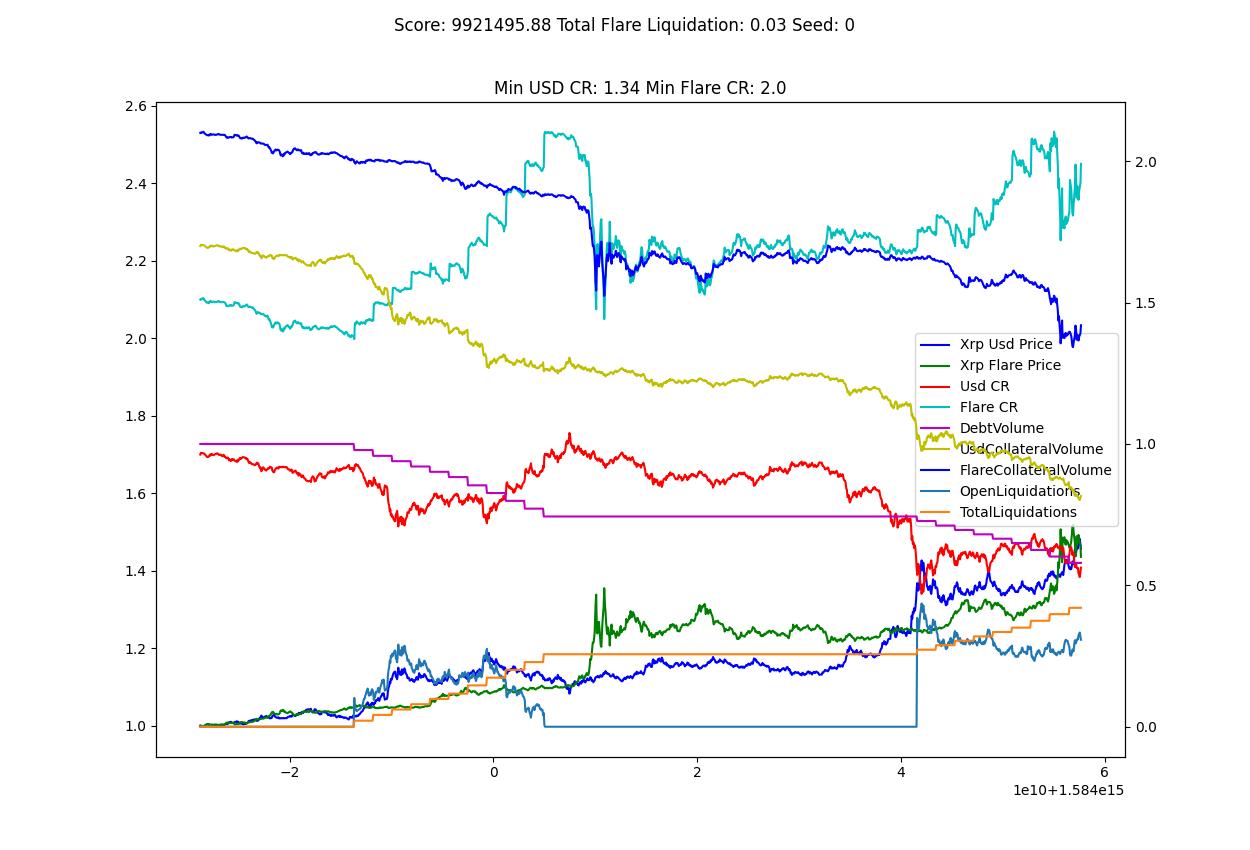 Score: 9921495.88 Total Flare Liquidation: 0.03 Seed: 0
Min USD CR: 1.34 Min Flare CR: 2.0
2.6
2.4
2.2
2.0
1.8
1.6
1.4
1.2
1.0
2.0
1.5
1.0
0.5
0.0
Xrp Usd Price
Xrp Flare Price
Usd CR
Flare CR
DebtVolume
UsdCollateralVolume
FlareCollateralVolume
OpenLiquidations
TotalLiquidations
−2 0 2 4 6
1e10+1.584e15